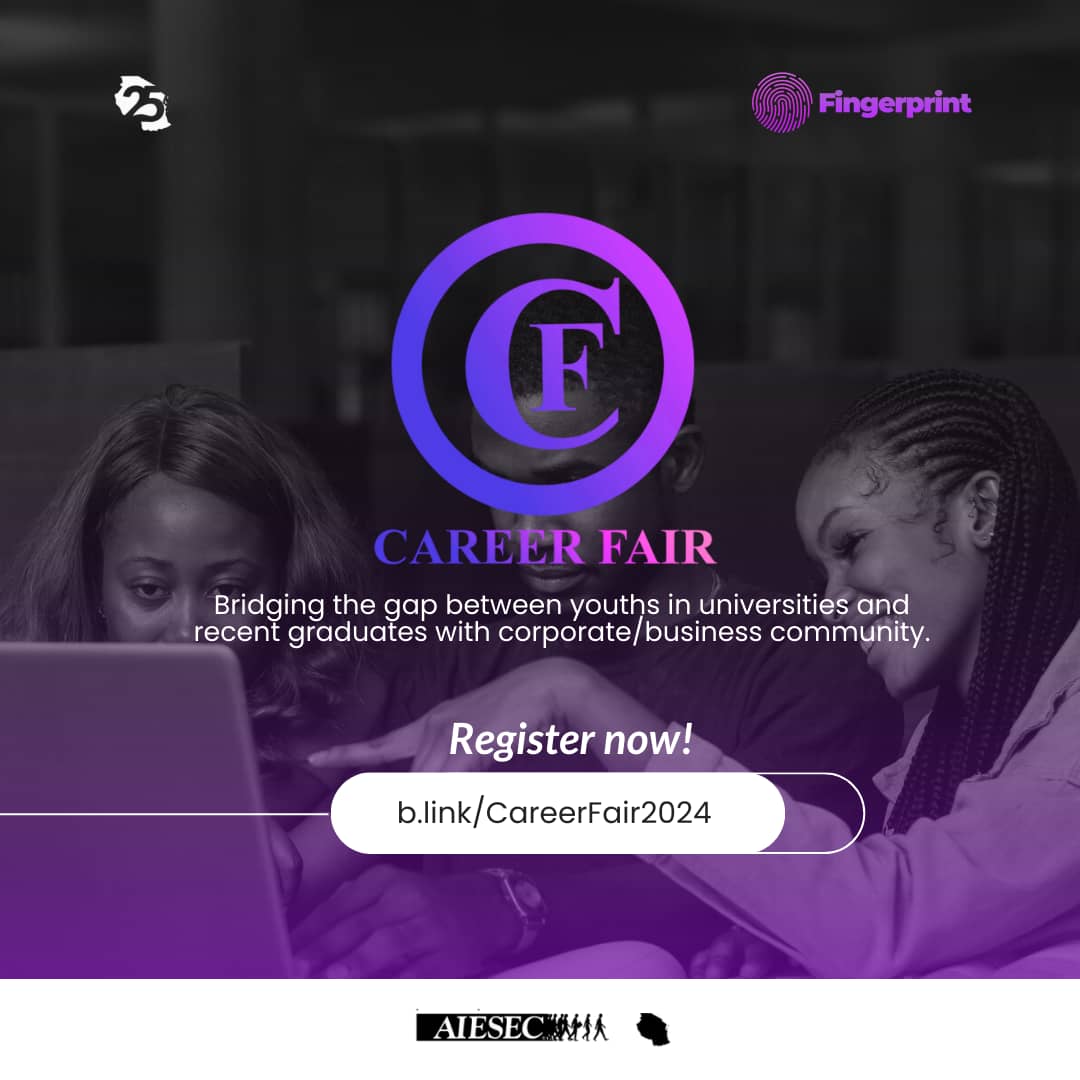 25
Fingerprint
CF
CAREER FAIR
Bridging the gap between youths in universities and
recent graduates with corporate/business community.
Register now!
b.link/CareerFair2024
AIESEC